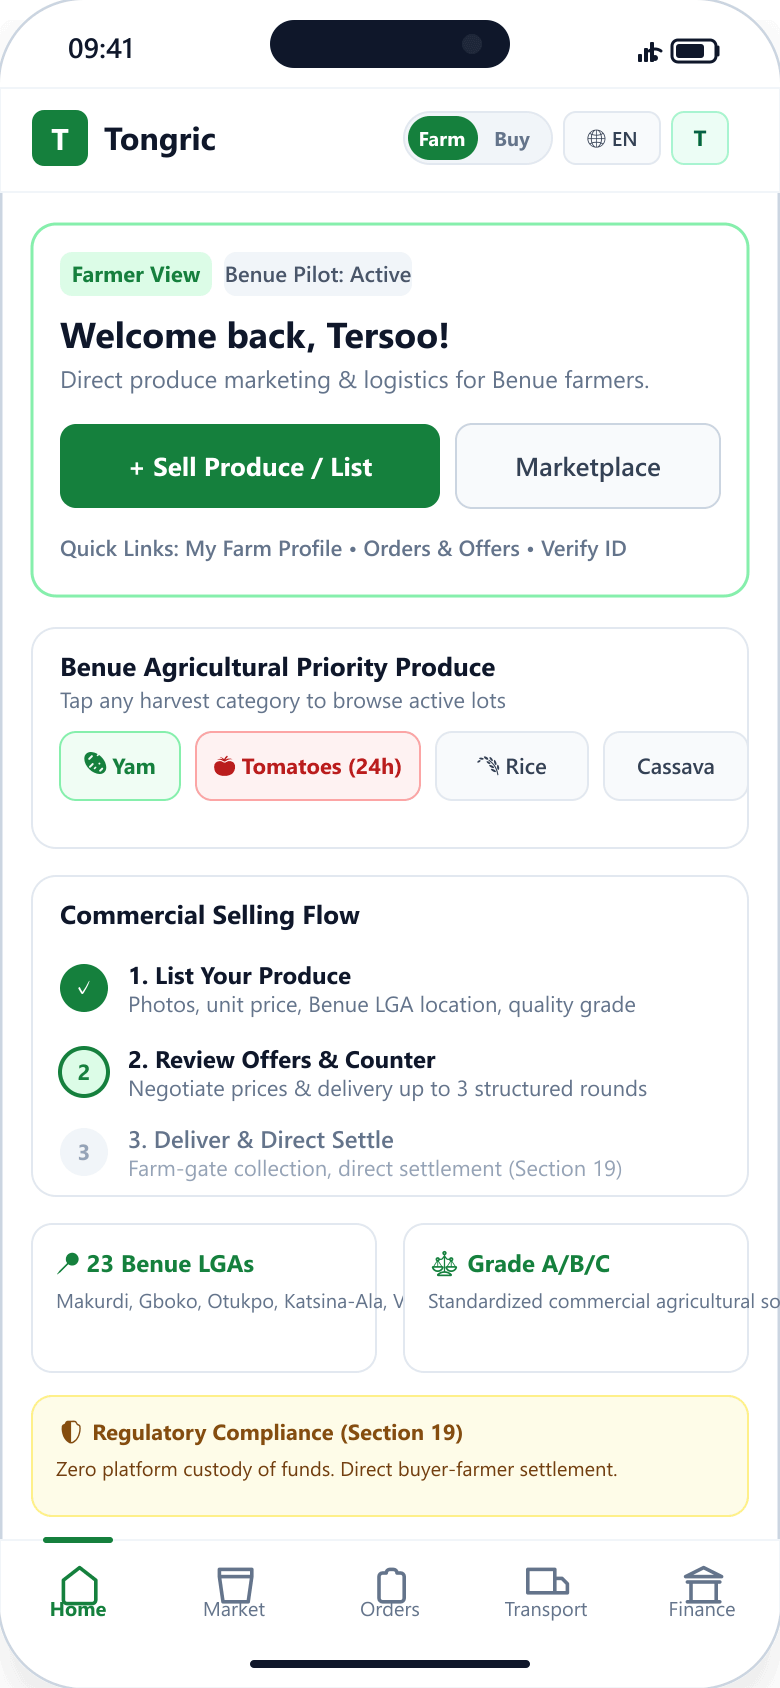 09:41
T Tongric Farm Buy EN T
Farmer View Benue Pilot: Active
Welcome back, Tersoo!
Direct produce marketing & logistics for Benue farmers.
+ Sell Produce / List Marketplace
Quick Links: My Farm Profile • Orders & Offers • Verify ID
Benue Agricultural Priority Produce
Tap any harvest category to browse active lots
Yam Tomatoes (24h) Rice Cassava
Commercial Selling Flow
✓ 1. List Your Produce
Photos, unit price, Benue LGA location, quality grade
2 2. Review Offers & Counter
Negotiate prices & delivery up to 3 structured rounds
3 3. Deliver & Direct Settle
Farm-gate collection, direct settlement (Section 19)
23 Benue LGAs
Makurdi, Gboko, Otukpo, Katsina-Ala, V
Grade A/B/C
Standardized commercial agricultural so
Regulatory Compliance (Section 19)
Zero platform custody of funds. Direct buyer-farmer settlement.
Home Market Orders Transport Finance